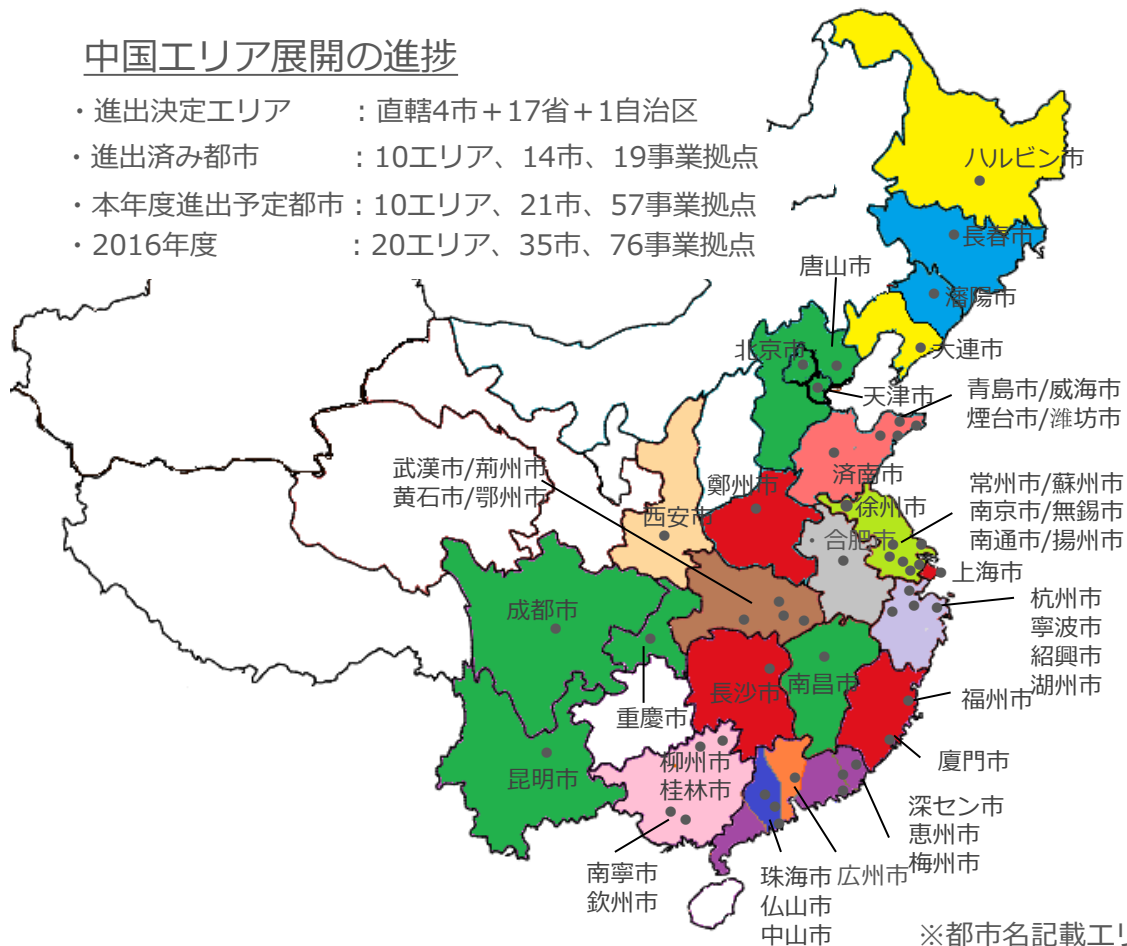 中国エリア展開の進捗
・進出決定エリア　　：直轄4市＋17省＋1自治区
・進出済み都市　　　：10エリア、14市、19事業拠点
・本年度進出予定都市：10エリア、21市、57事業拠点
・2016年度　　　　：20エリア、35市、76事業拠点
ハルビン市
長春市
唐山市
瀋陽市
北京市
大連市
天津市
青島市/威海市
煙台市/濰坊市
武漢市/荊州市
黄石市/鄂州市
済南市
鄭州市
徐州市
常州市/蘇州市
南京市/無錫市
南通市/揚州市
西安市
合肥市
上海市
成都市
杭州市
寧波市
紹興市
湖州市
長沙市
南昌市
福州市
重慶市
廈門市
昆明市
柳州市
桂林市
深セン市
恵州市
梅州市
南寧市
欽州市
珠海市
仏山市
中山市
広州市
※都市名記載エリ